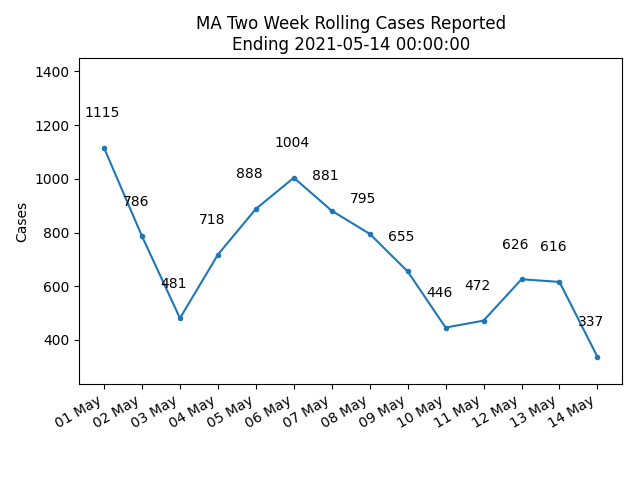 MA Two Week Rolling Cases Reported
Ending 2021-05-14 00:00:00
1400
1200
1000
800
600
400
Cases
1115
786
481
718
888
1004
881
795
655
446
472
626
616
337
01 May
02 May
03 May
04 May
05 May
06 May
07 May
08 May
09 May
10 May
11 May
12 May
13 May
14 May